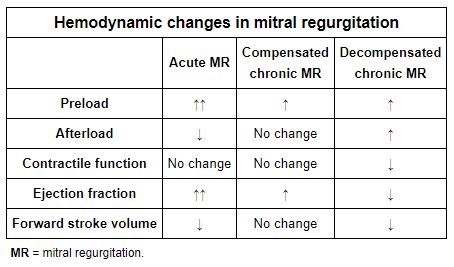 Hemodynamic changes in mitral regurgitation
Acute MR Compensated chronic MR Decompensated chronic MR
Preload ↑↑ ↑ ↑
Afterload ↓ No change ↑
Contractile function No change No change ↓
Ejection fraction ↑↑ ↑ ↓
Forward stroke volume ↓ No change ↓
MR = mitral regurgitation.